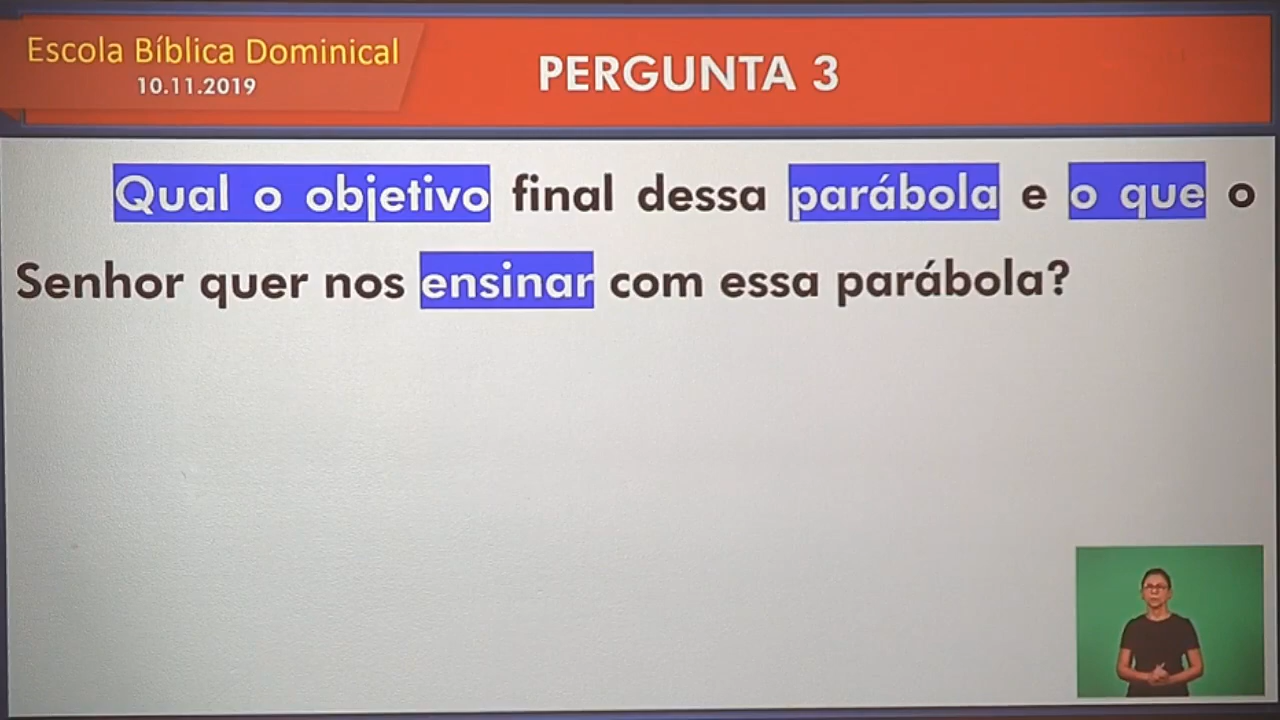 Escola Bíblica Dominical
10.11.2019
PERGUNTA 3
Qual o objetivo final dessa parábola e o que o
Senhor quer nos ensinar com essa parábola?